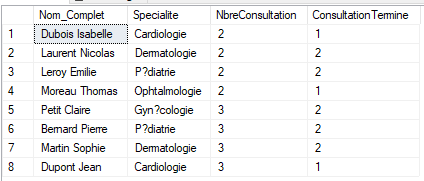 Nom_Complet Specialite NbreConsultation ConsultationTermine
1 Dubois Isabelle Cardiologie 2 1
2 Laurent Nicolas Dermatologie 2 2
3 Leroy Emilie P?diatrie 2 2
4 Moreau Thomas Ophtalmologie 2 1
5 Petit Claire Gyn?cologie 3 2
6 Bernard Pierre P?diatrie 3 2
7 Martin Sophie Dermatologie 3 2
8 Dupont Jean Cardiologie 3 1